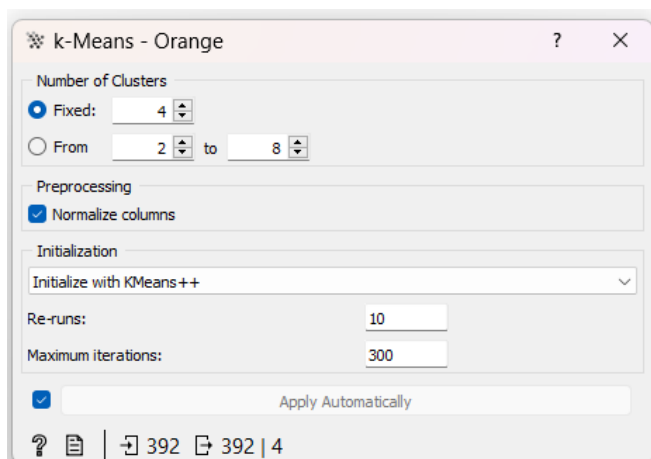 k-Means - Orange ? ×
Number of Clusters
Fixed: 4
From 2 to 8
Preprocessing
Normalize columns
Initialization
Initialize with KMeans++
Re-runs: 10
Maximum iterations: 300
Apply Automatically
? 392 392 | 4